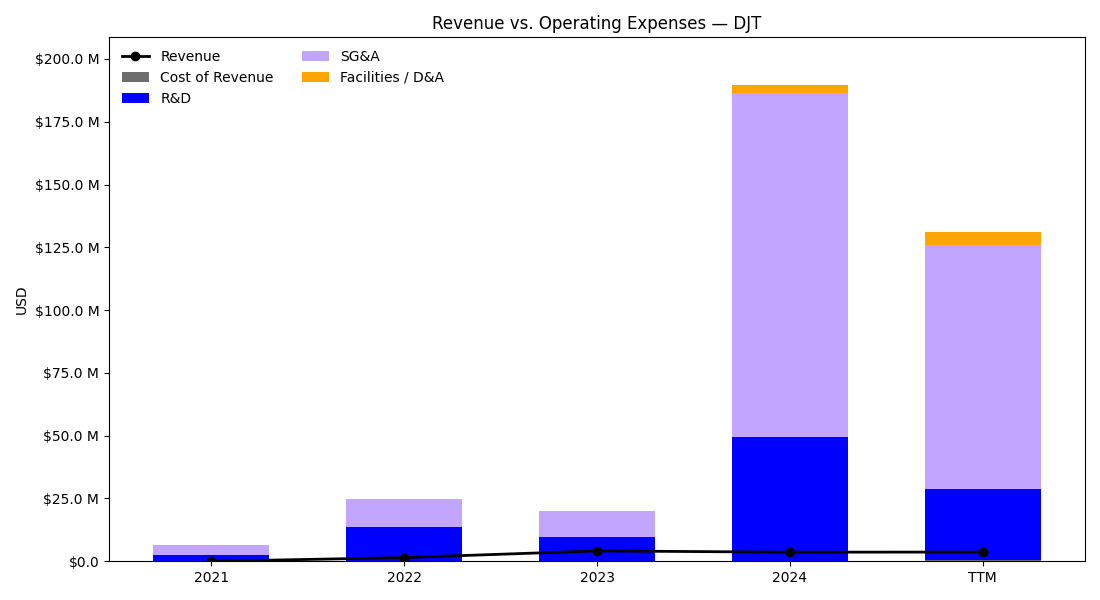 Revenue vs. Operating Expenses — DJT
Revenue
Cost of Revenue
R&D
SG&A
Facilities / D&A
USD
$200.0 M
$175.0 M
$150.0 M
$125.0 M
$100.0 M
$75.0 M
$50.0 M
$25.0 M
$0.0
2021 2022 2023 2024 TTM